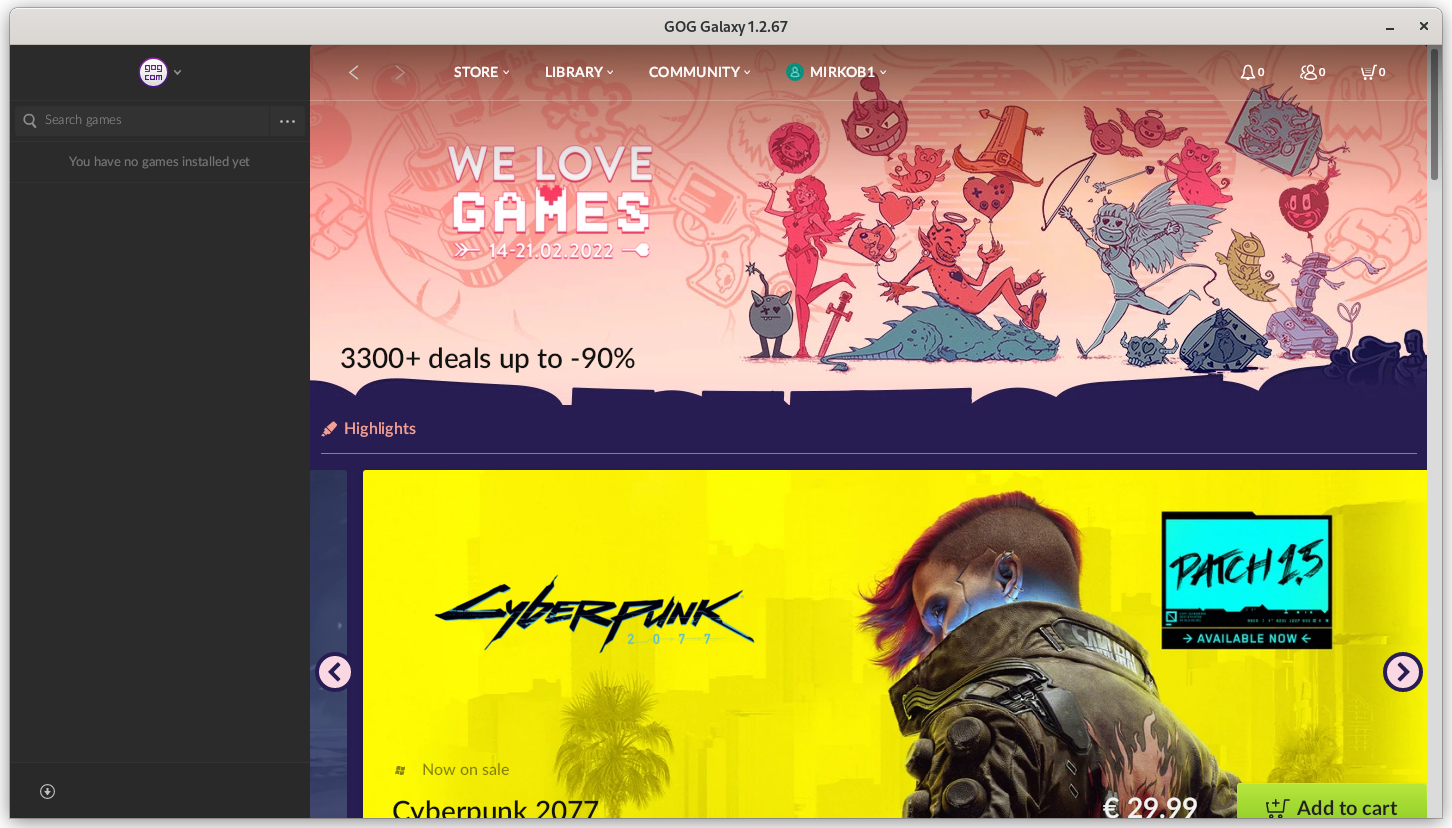 GOG Galaxy 1.2.67
gog
com
STORE
LIBRARY
COMMUNITY
MIRKOB1
0
0
0
Search games
You have no games installed yet
WE LOVE
GAMES
14-21.02.2022
3300+ deals up to -90%
Highlights
CYBERPUNK
2077
PATCH 1.5
AVAILABLE NOW
SAMURAI
Now on sale
Cyberpunk 2077
€ 29.99
Add to cart